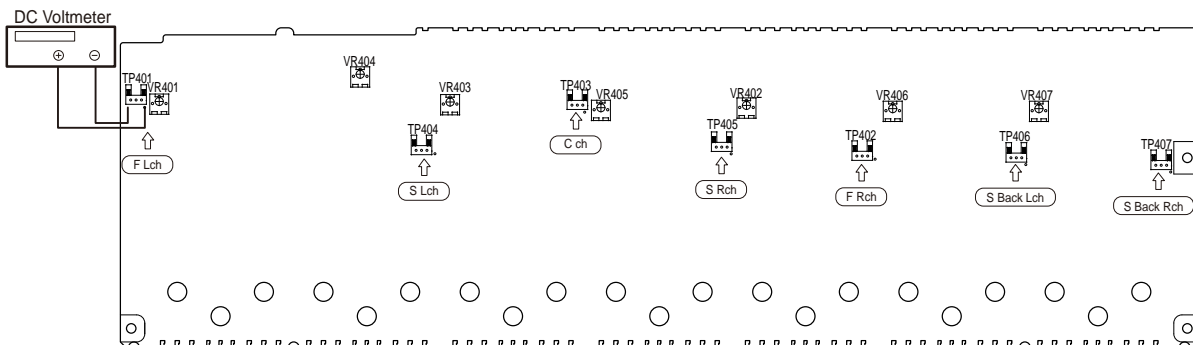 DC Voltmeter
+ −
TP401
VR401
F Lch
VR404
VR403
TP404
S Lch
TP403
VR405
C ch
VR402
TP405
S Rch
VR406
TP402
F Rch
VR407
TP406
S Back Lch
TP407
S Back Rch